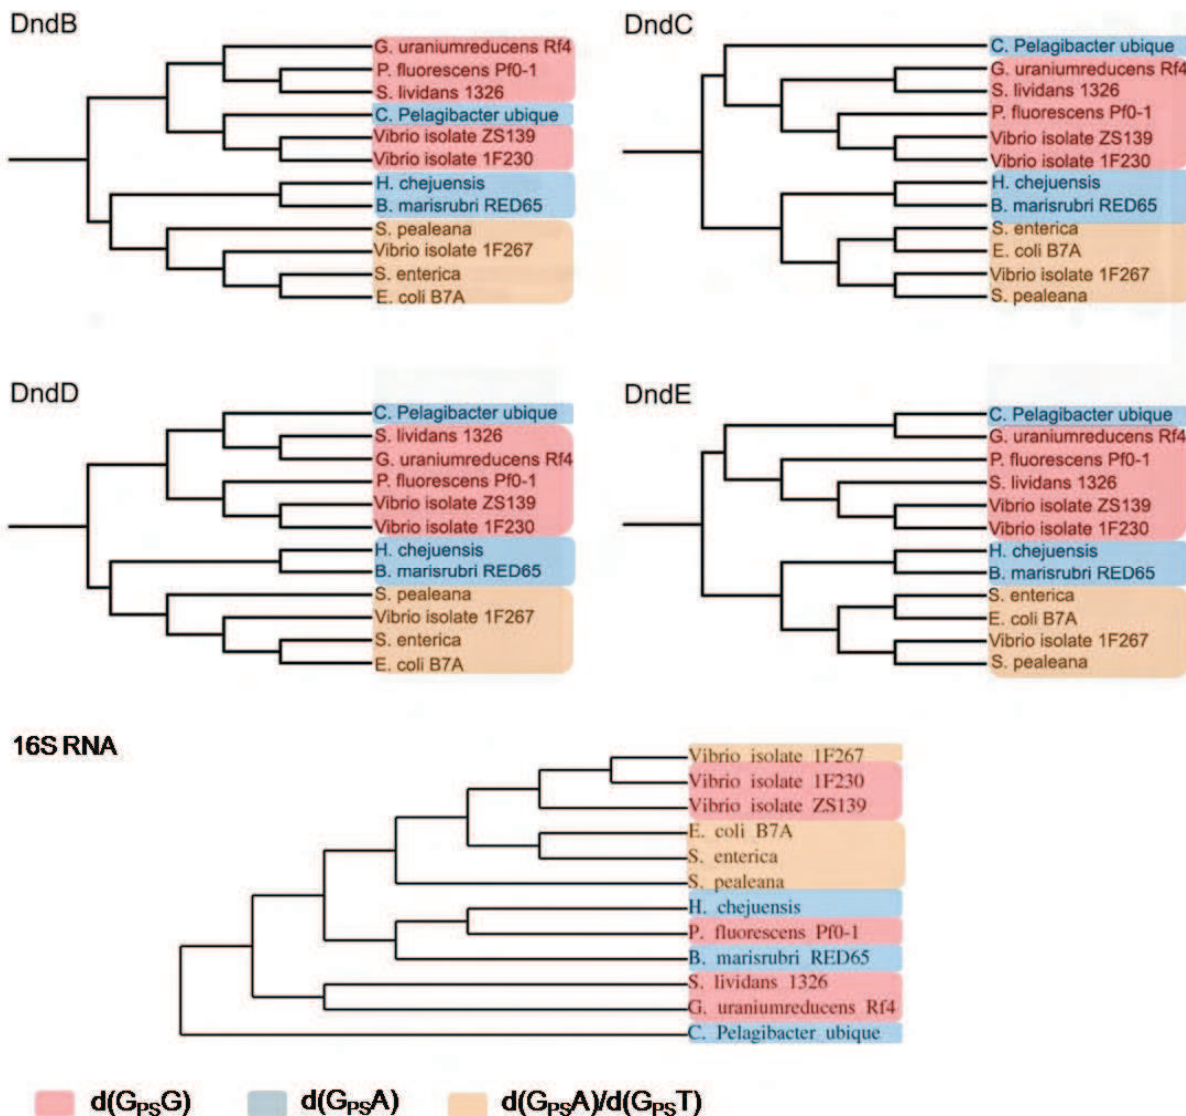 DndB
G. uraniumreducens Rf4
P. fluorescens Pf0-1
S. lividans 1326
C. Pelagibacter ubique
Vibrio isolate ZS139
Vibrio isolate 1F230
H. chejuensis
B. marisrubri RED65
S. pealeana
Vibrio isolate 1F267
S. enterica
E. coli B7A
DndC
C. Pelagibacter ubique
G. uraniumreducens Rf4
S. lividans 1326
P. fluorescens Pf0-1
Vibrio isolate ZS139
Vibrio isolate 1F230
H. chejuensis
B. marisrubri RED65
S. enterica
E. coli B7A
Vibrio isolate 1F267
S. pealeana
DndD
C. Pelagibacter ubique
S. lividans 1326
G. uraniumreducens Rf4
P. fluorescens Pf0-1
Vibrio isolate ZS139
Vibrio isolate 1F230
H. chejuensis
B. marisrubri RED65
S. pealeana
Vibrio isolate 1F267
S. enterica
E. coli B7A
DndE
C. Pelagibacter ubique
G. uraniumreducens Rf4
P. fluorescens Pf0-1
S. lividans 1326
Vibrio isolate ZS139
Vibrio isolate 1F230
H. chejuensis
B. marisrubri RED65
S. enterica
E. coli B7A
Vibrio isolate 1F267
S. pealeana
16S RNA
Vibrio isolate 1F267
Vibrio isolate 1F230
Vibrio isolate ZS139
E. coli B7A
S. enterica
S. pealeana
H. chejuensis
P. fluorescens Pf0-1
B. marisrubri RED65
S. lividans 1326
G. uraniumreducens Rf4
C. Pelagibacter ubique
d(GPSG) d(GPSA) d(GPSA)/d(GPST)